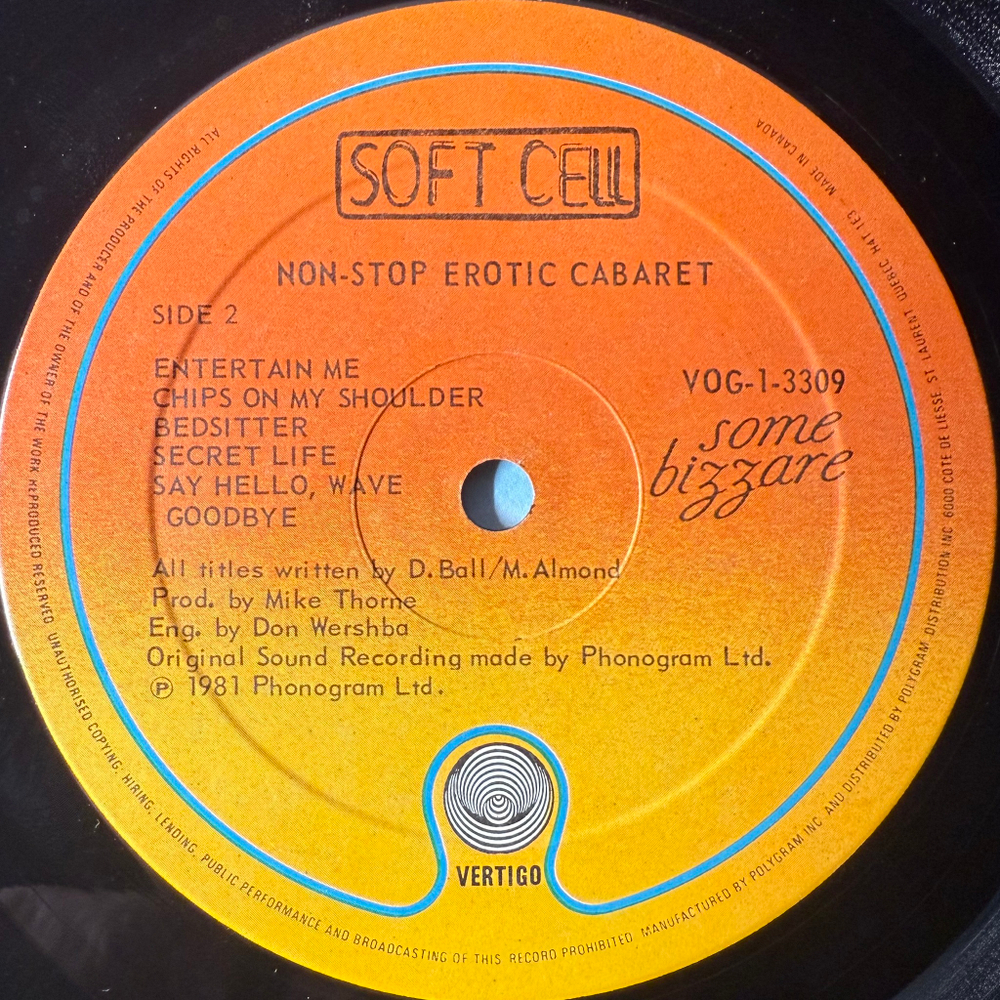 SOFT CELL
NON-STOP EROTIC CABARET
SIDE 2
ENTERTAIN ME
CHIPS ON MY SHOULDER
BEDSITTER
SECRET LIFE
SAY HELLO, WAVE
GOODBYE
VOG-1-3309
some
bizzare
All titles written by D.Ball/M.Almond
Prod. by Mike Thorne
Eng. by Don Wershba
Original Sound Recording made by Phonogram Ltd.
℗ 1981 Phonogram Ltd.
VERTIGO
ALL RIGHTS OF THE PRODUCER AND OF THE OWNER OF THE WORK REPRODUCED RESERVED UNAUTHORISED COPYING, HIRING, LENDING, PUBLIC PERFORMANCE AND BROADCASTING OF THIS RECORD PROHIBITED. MANUFACTURED BY POLYGRAM INC AND DISTRIBUTED BY POLYGRAM DISTRIBUTION INC 6000 COTE DE LIESSE, ST LAURENT QUEBEC H4T 1E3 – MADE IN CANADA